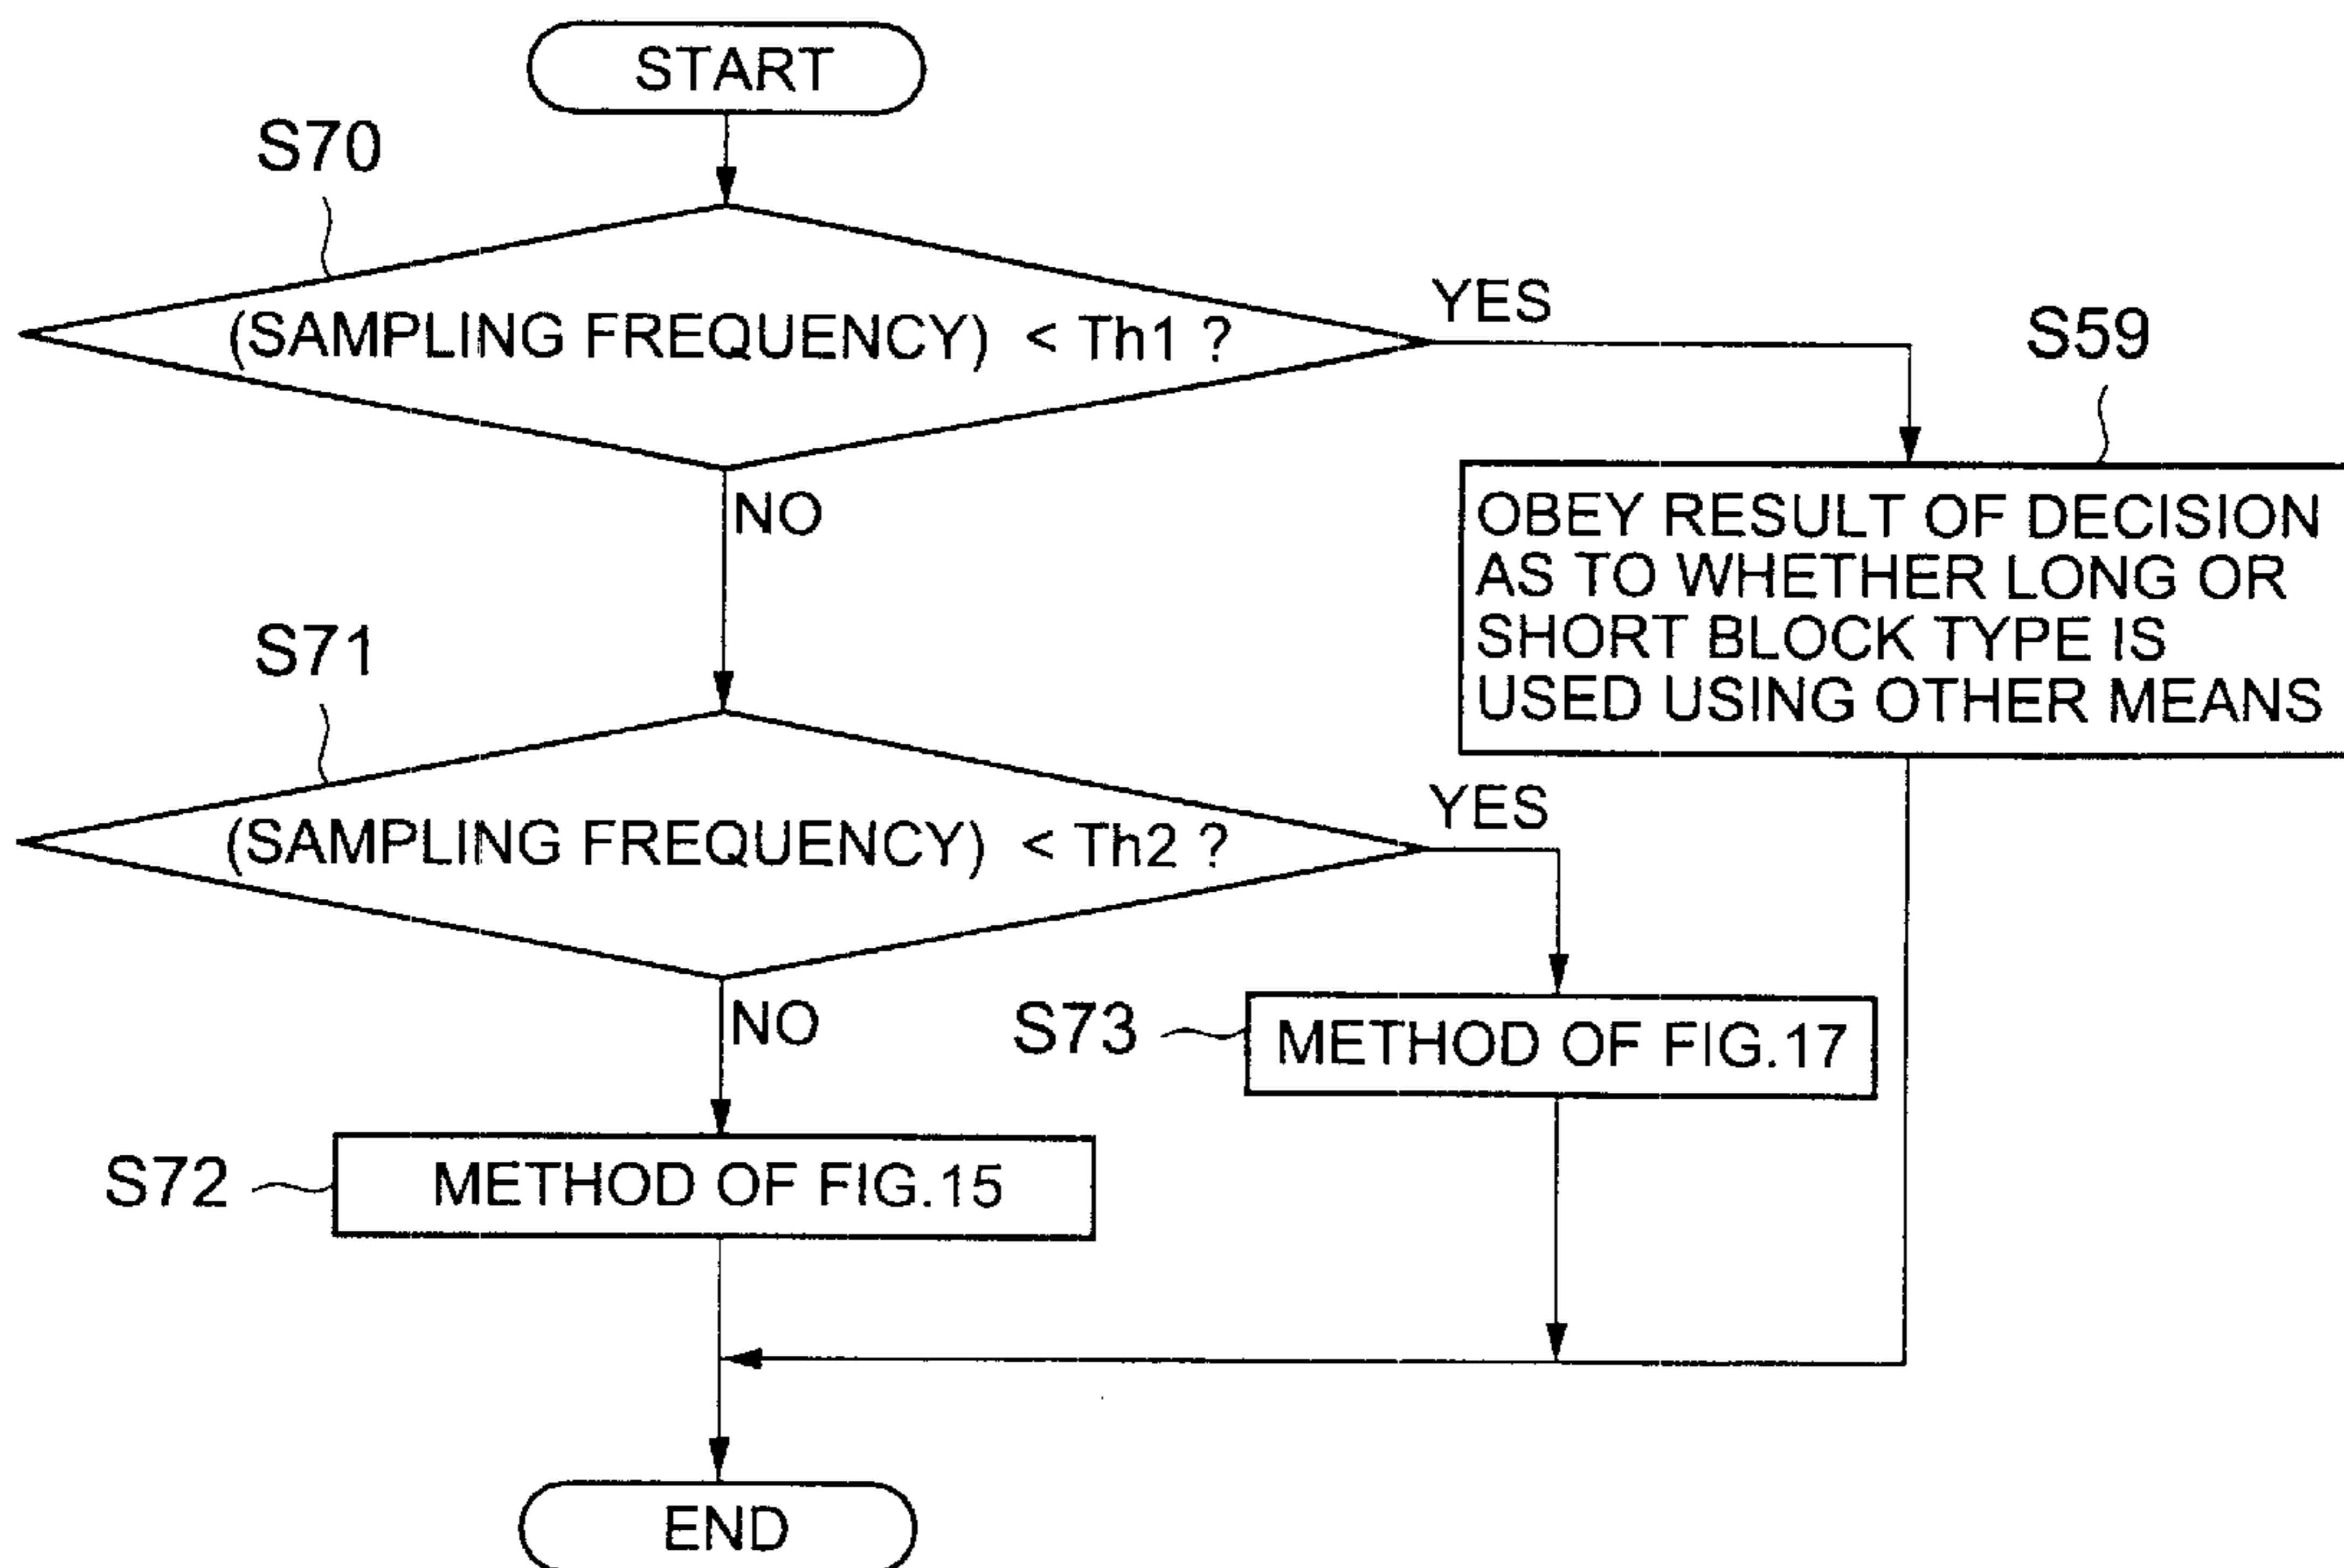 START
S70
(SAMPLING FREQUENCY) < Th1 ?
YES
S59
NO
OBEY RESULT OF DECISION
AS TO WHETHER LONG OR
SHORT BLOCK TYPE IS
USED USING OTHER MEANS
S71
(SAMPLING FREQUENCY) < Th2 ?
YES
NO
S73
METHOD OF FIG.17
S72
METHOD OF FIG.15
END